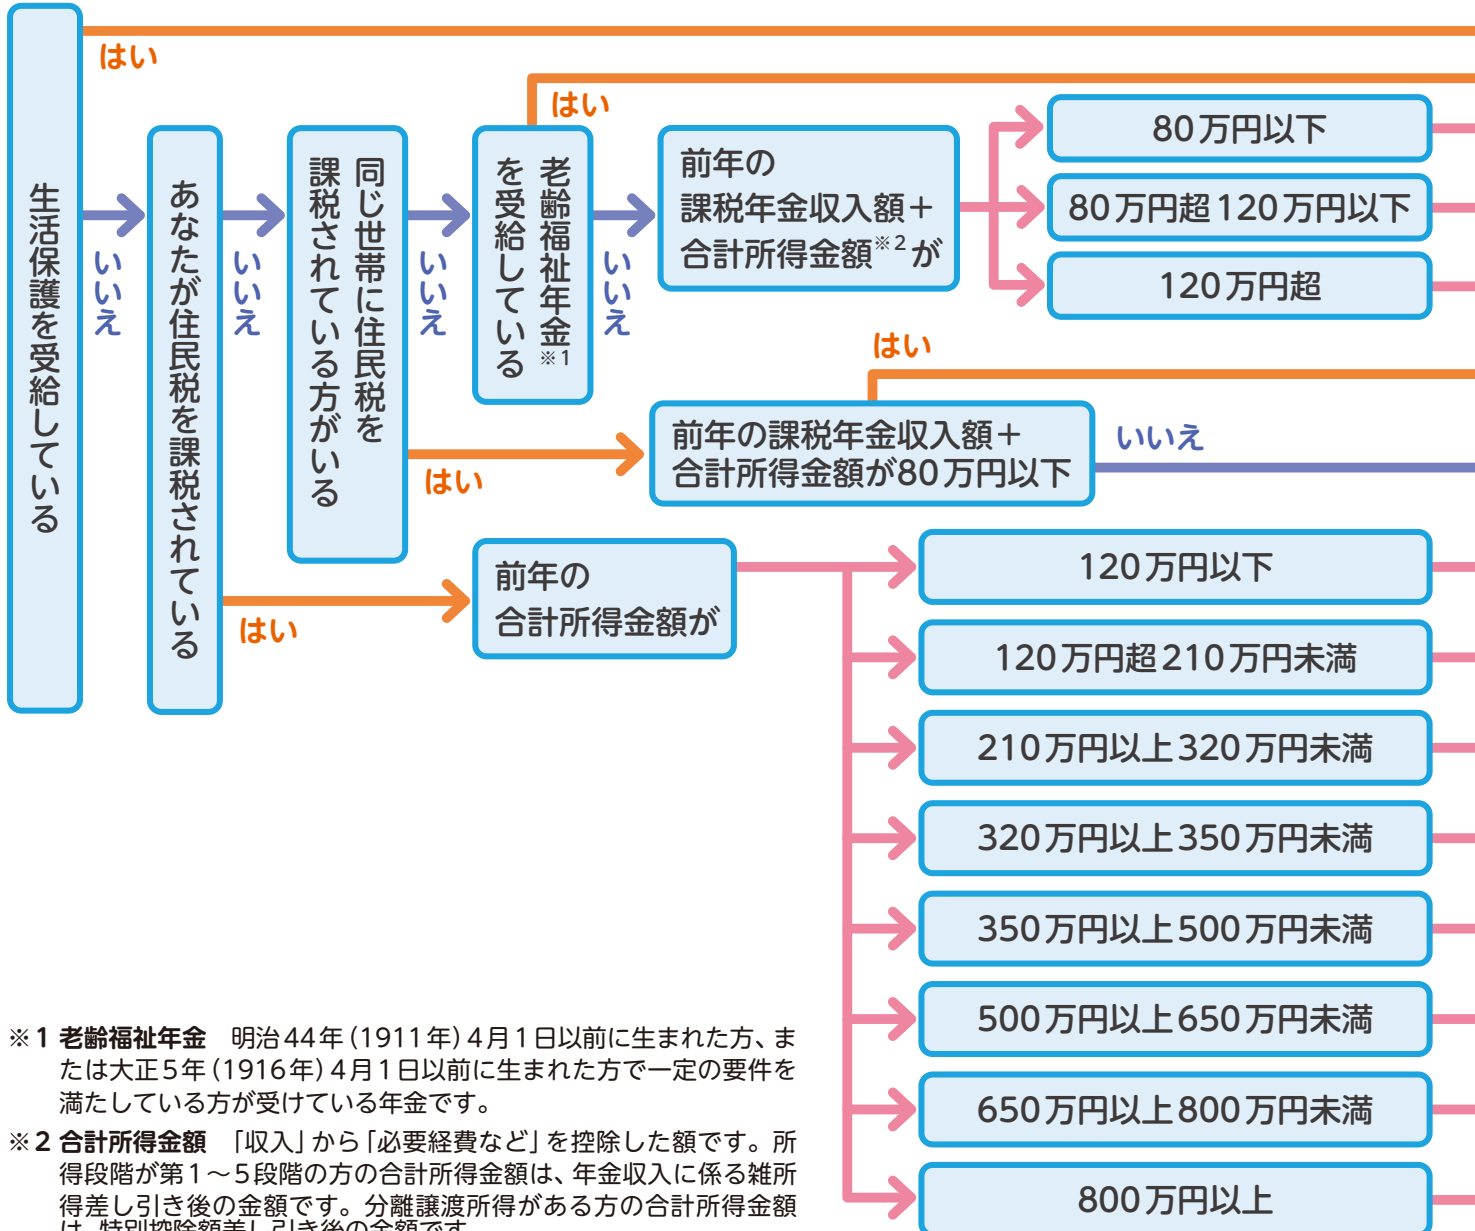 生活保護を受給している
はい
いいえ
あなたが住民税を課税されている
いいえ
はい
同じ世帯に住民税を
課税されている方がいる
いいえ
はい
老齢福祉年金※1
を受給している
はい
いいえ
前年の
課税年金収入額＋
合計所得金額※2が
80万円以下
80万円超120万円以下
120万円超
はい
前年の課税年金収入額＋
合計所得金額が80万円以下
いいえ
前年の
合計所得金額が
120万円以下
120万円超210万円未満
210万円以上320万円未満
320万円以上350万円未満
350万円以上500万円未満
500万円以上650万円未満
650万円以上800万円未満
800万円以上
※1 老齢福祉年金　明治44年(1911年)4月1日以前に生まれた方、ま
たは大正5年(1916年)4月1日以前に生まれた方で一定の要件を
満たしている方が受けている年金です。
※2 合計所得金額　「収入」から「必要経費など」を控除した額です。所
得段階が第1～5段階の方の合計所得金額は、年金収入に係る雑所
得差し引き後の金額です。分離譲渡所得がある方の合計所得金額
は、特別控除額差し引き後の金額です。